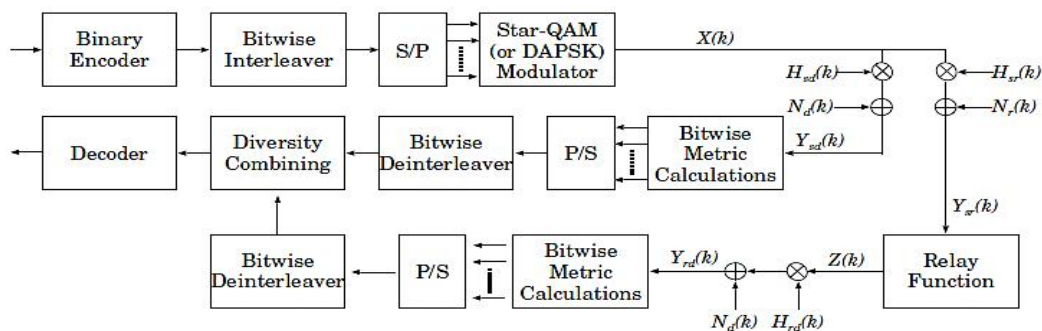 Binary
Encoder
Bitwise
Interleaver
S/P
Star-QAM
(or DAPSK)
Modulator
X(k)
H_sd(k)
H_sr(k)
N_d(k)
N_r(k)
Decoder
Diversity
Combining
Bitwise
Deinterleaver
P/S
Bitwise
Metric
Calculations
Y_sd(k)
Y_sr(k)
Bitwise
Deinterleaver
P/S
Bitwise
Metric
Calculations
Y_rd(k)
Z(k)
Relay
Function
N_d(k)
H_rd(k)